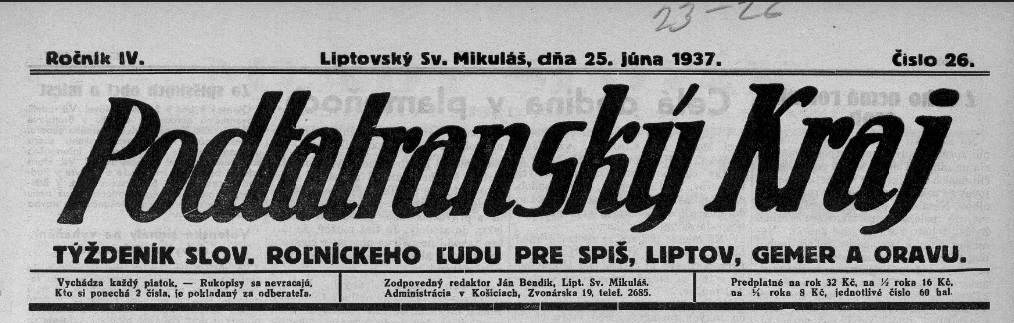 23-26
Ročník IV. Liptovský Sv. Mikuláš, dňa 25. júna 1937. Číslo 26.
Podtatranský Kraj
TÝŽDENÍK SLOV. ROĽNÍCKEHO ĽUDU PRE SPIŠ, LIPTOV, GEMER A ORAVU.
Vychádza každý piatok. — Rukopisy sa nevracajú.
Kto si ponechá 2 čísla, je pokladaný za odberateľa.
Zodpovedný redaktor Ján Bendík, Lipt. Sv. Mikuláš.
Administrácia v Košiciach, Zvonárska 19, telef. 2685.
Predplatné na rok 32 Kč, na ½ roka 16 Kč,
na ¼ roka 8 Kč, jednotlivé číslo 60 hal.